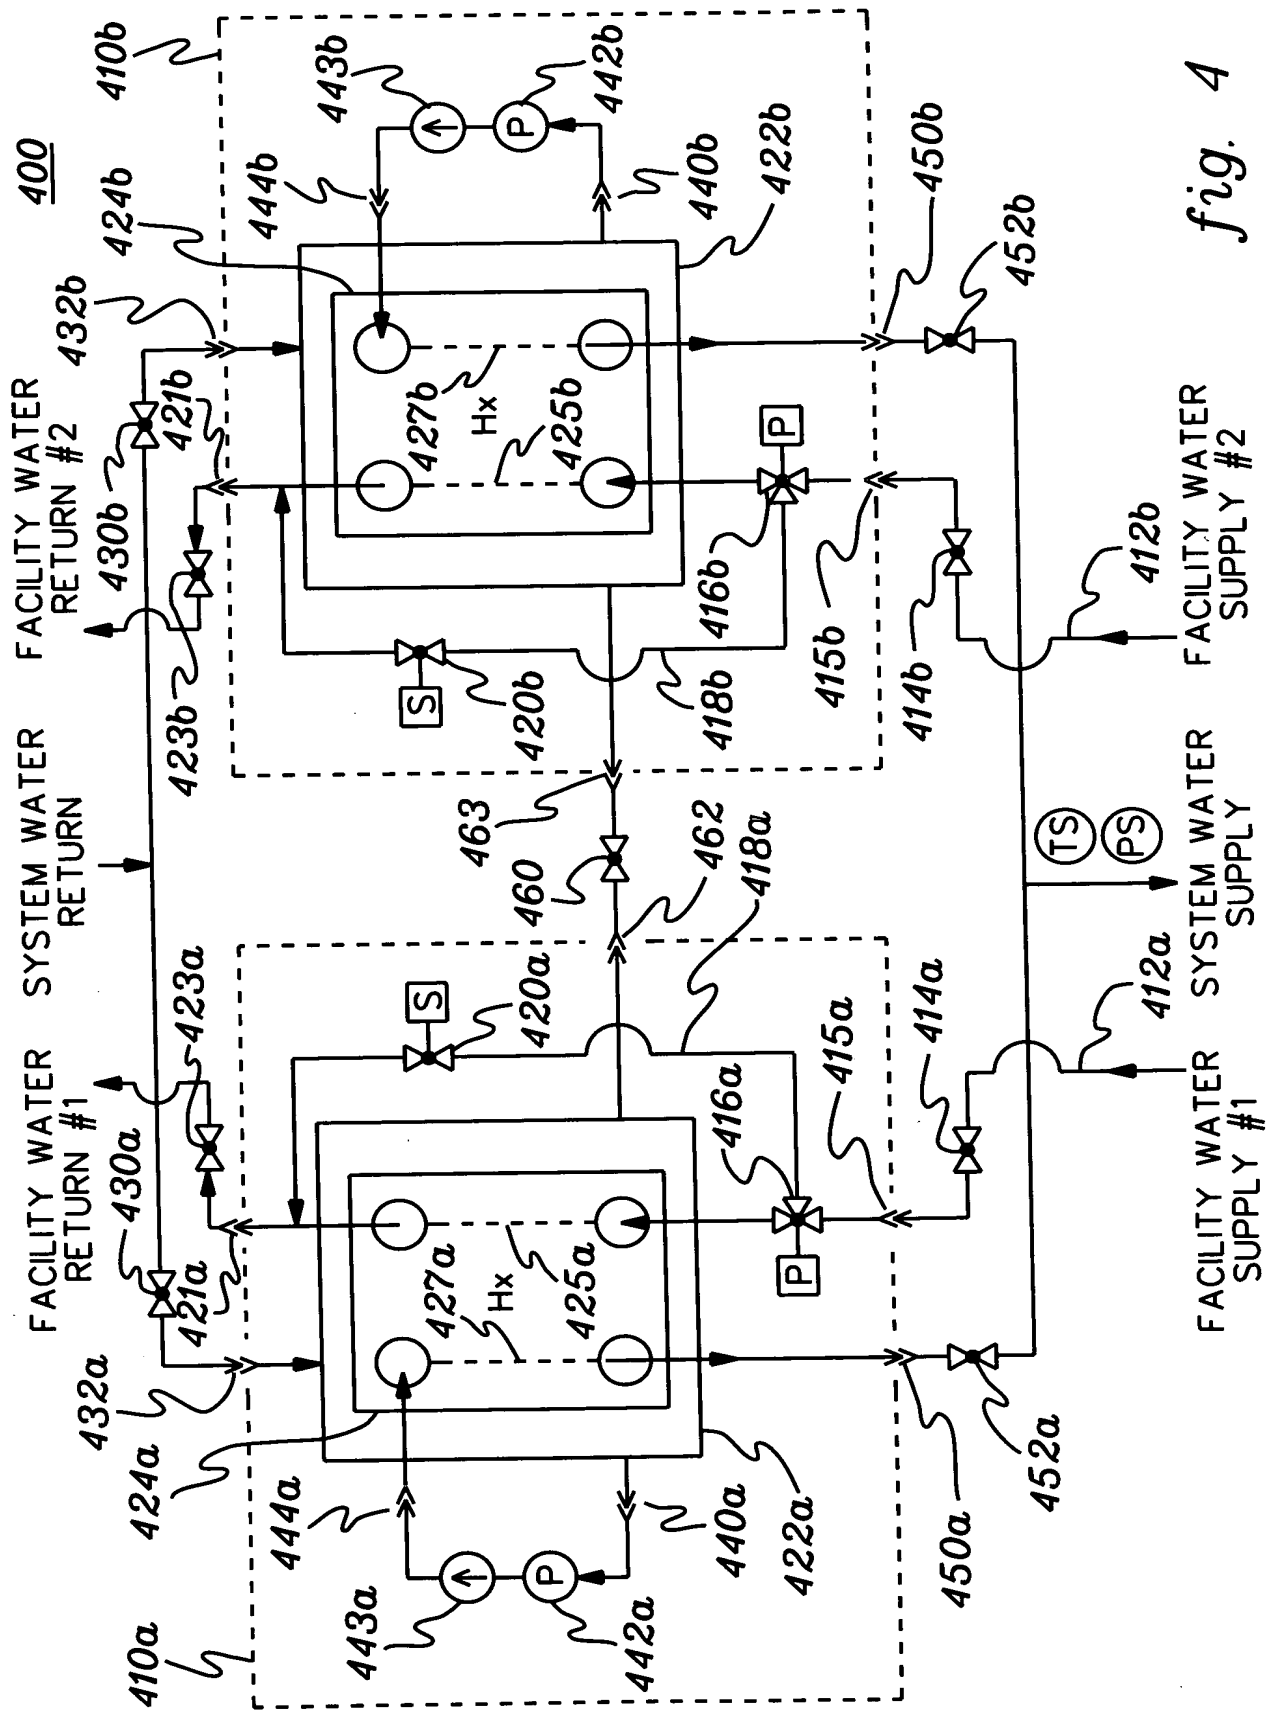 400
FACILITY WATER
RETURN #1
SYSTEM WATER
RETURN
FACILITY WATER
RETURN #2
410a
424a
432a
430a
421a
423a
423b
430b
421b
432b
424b
410b
444a
443a
442a
440a
422a
427a
Hx
425a
416a
P
S
420a
418a
415a
414a
412a
450a
452a
462
460
463
S
420b
418b
416b
P
415b
414b
412b
427b
Hx
425b
444b
443b
442b
440b
422b
450b
452b
P
P
TS
PS
FACILITY WATER
SUPPLY #1
SYSTEM WATER
SUPPLY
FACILITY WATER
SUPPLY #2
fig. 4